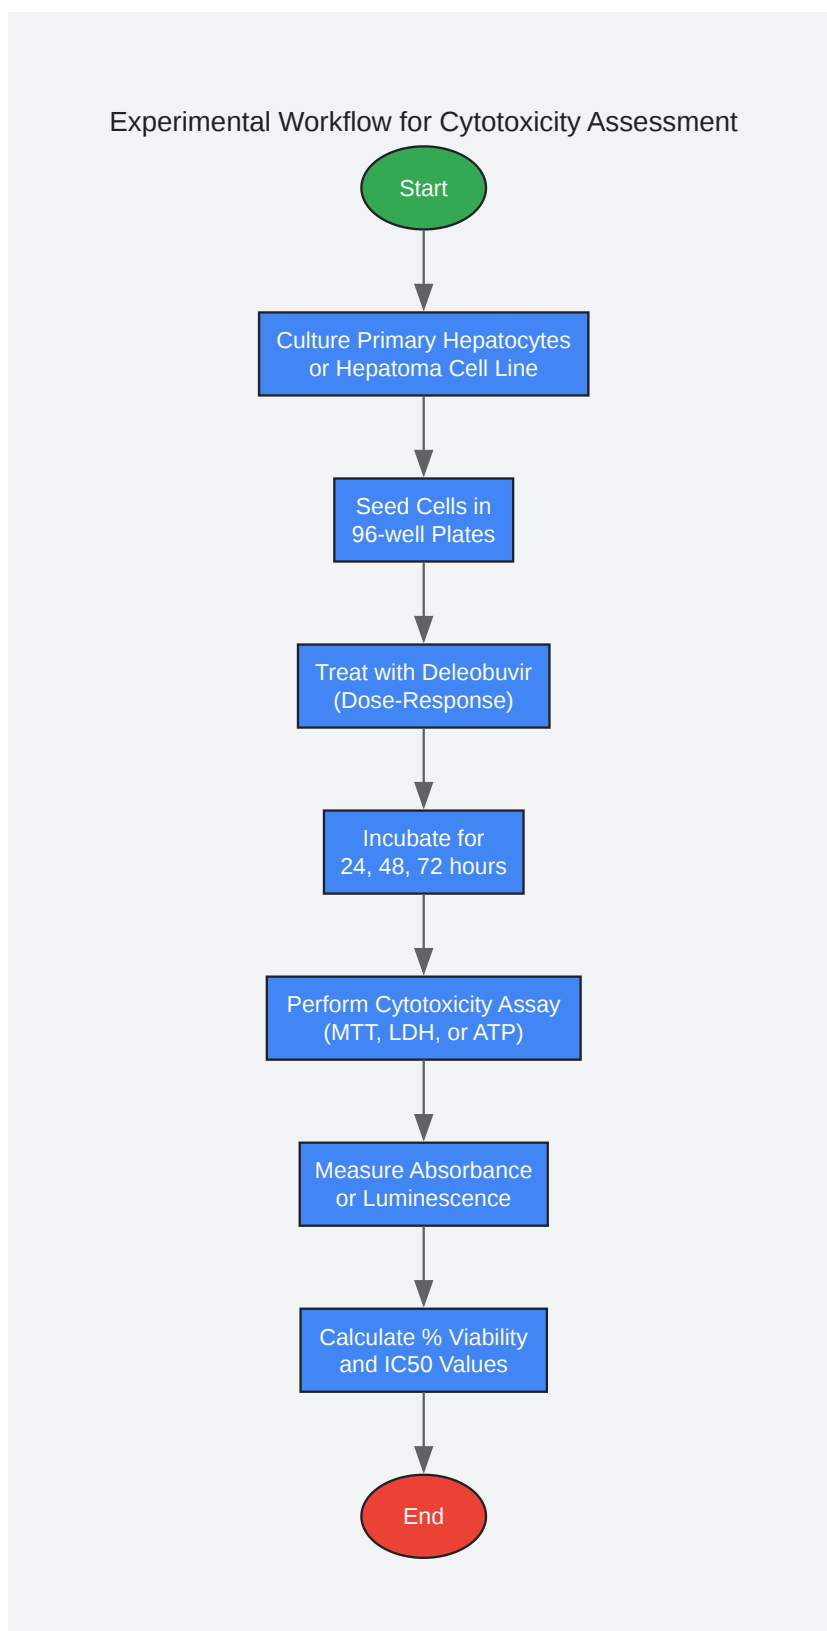 Experimental Workflow for Cytotoxicity Assessment
Start
Culture Primary Hepatocytes
or Hepatoma Cell Line
Seed Cells in
96-well Plates
Treat with Deleobuvir
(Dose-Response)
Incubate for
24, 48, 72 hours
Perform Cytotoxicity Assay
(MTT, LDH, or ATP)
Measure Absorbance
or Luminescence
Calculate % Viability
and IC50 Values
End